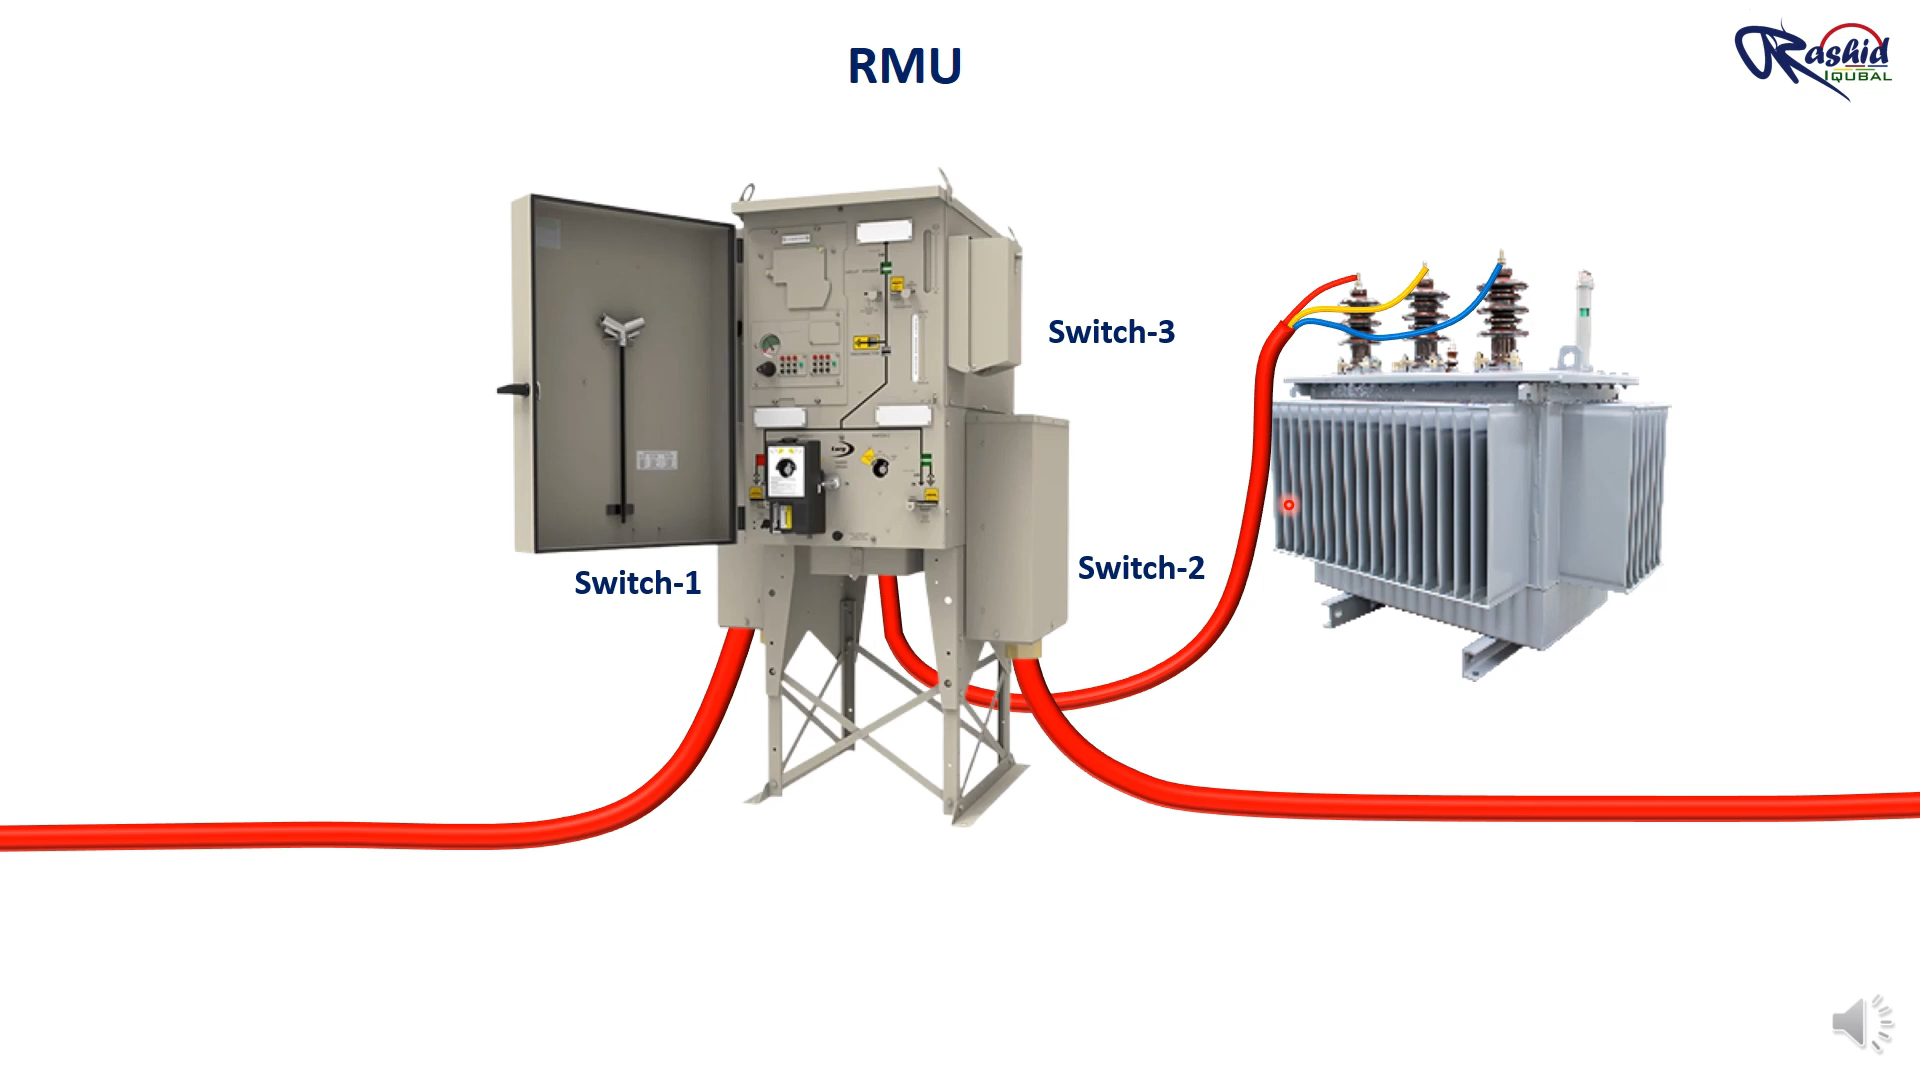 RMU
Rashid
IQUBAL
Switch-3
Switch-1
Switch-2